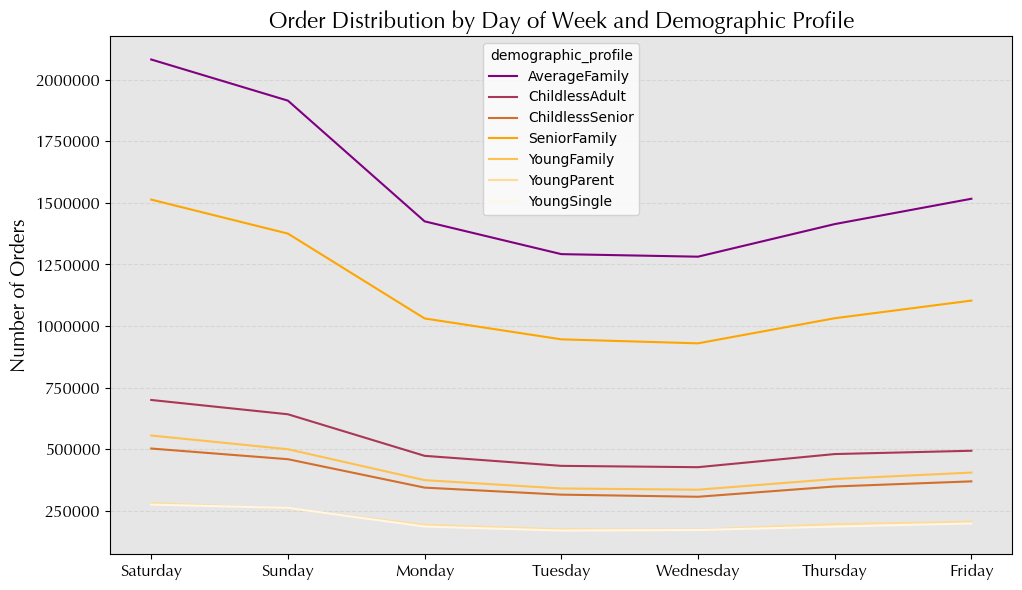 Order Distribution by Day of Week and Demographic Profile
Number of Orders
2000000
1750000
1500000
1250000
1000000
750000
500000
250000
demographic_profile
AverageFamily
ChildlessAdult
ChildlessSenior
SeniorFamily
YoungFamily
YoungParent
YoungSingle
Saturday Sunday Monday Tuesday Wednesday Thursday Friday